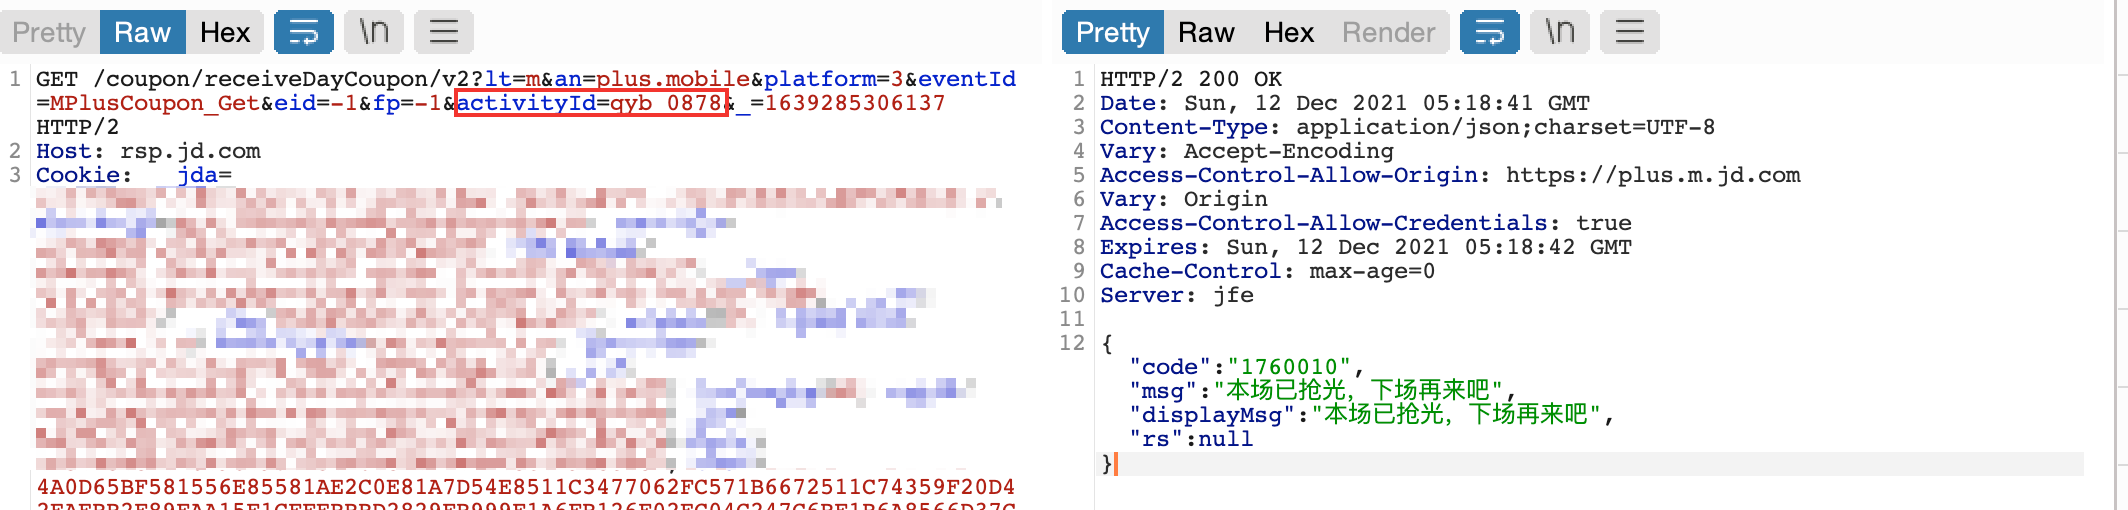 Pretty Raw Hex \n
1 GET /coupon/receiveDayCoupon/v2?lt=m&an=plus.mobile&platform=3&eventId
=MPlusCoupon_Get&eid=-1&fp=-1&activityId=qyb_0878&_=1639285306137
HTTP/2
2 Host: rsp.jd.com
3 Cookie: __jda=
4A0D65BF581556E85581AE2C0E81A7D54E8511C3477062FC571B6672511C74359F20D4
Pretty Raw Hex Render \n
1 HTTP/2 200 OK
2 Date: Sun, 12 Dec 2021 05:18:41 GMT
3 Content-Type: application/json;charset=UTF-8
4 Vary: Accept-Encoding
5 Access-Control-Allow-Origin: https://plus.m.jd.com
6 Vary: Origin
7 Access-Control-Allow-Credentials: true
8 Expires: Sun, 12 Dec 2021 05:18:42 GMT
9 Cache-Control: max-age=0
10 Server: jfe
11
12 {
"code":"1760010",
"msg":"本场已抢光，下场再来吧",
"displayMsg":"本场已抢光，下场再来吧",
"rs":null
}